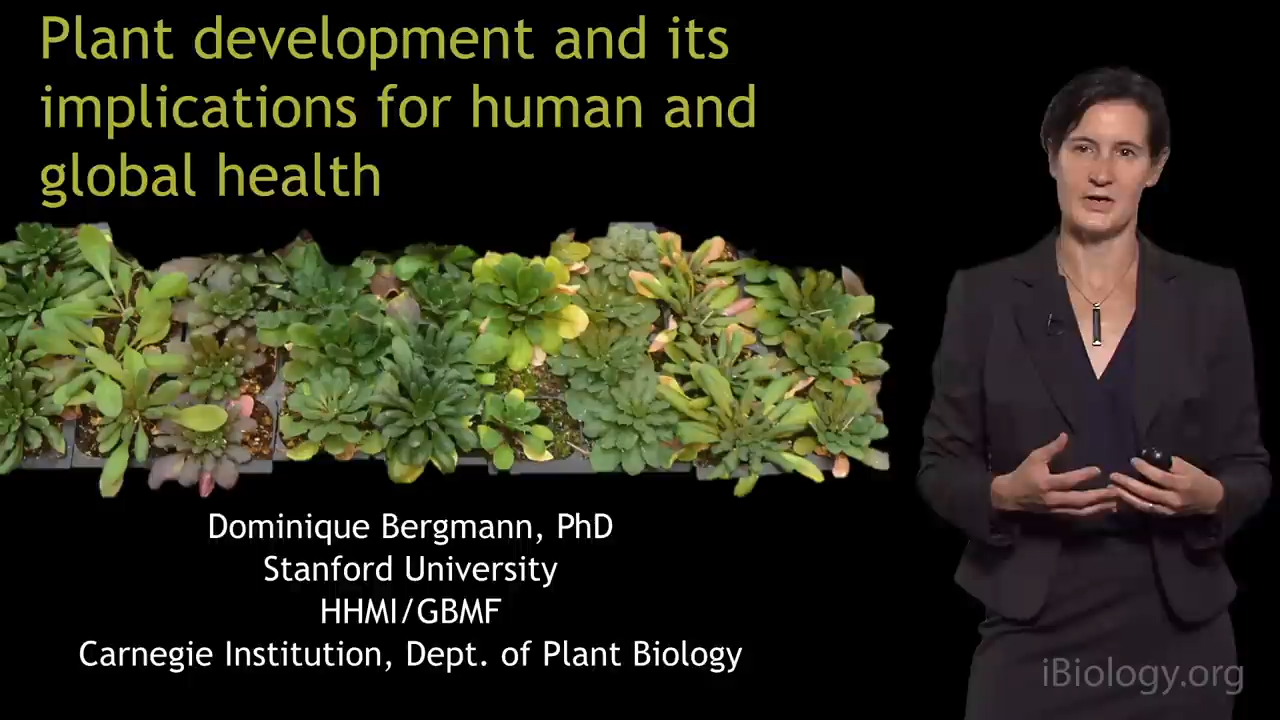 Plant development and its
implications for human and
global health
Dominique Bergmann, PhD
Stanford University
HHMI/GBMF
Carnegie Institution, Dept. of Plant Biology
iBiology.org